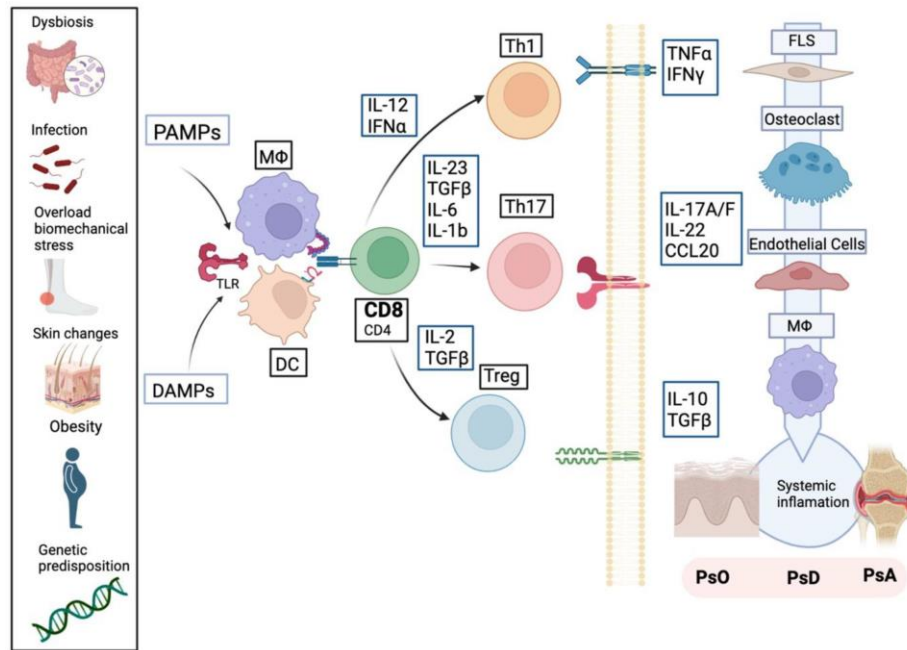 Dysbiosis
Infection
Overload
biomechanical
stress
Skin changes
Obesity
Genetic
predisposition
PAMPs
DAMPs
MΦ
TLR
DC
CD8
CD4
IL-12
IFNα
IL-23
TGFβ
IL-6
IL-1b
IL-2
TGFβ
Th1
Th17
Treg
TNFα
IFNγ
IL-17A/F
IL-22
CCL20
IL-10
TGFβ
FLS
Osteoclast
Endothelial Cells
MΦ
Systemic
inflamation
PsO
PsD
PsA